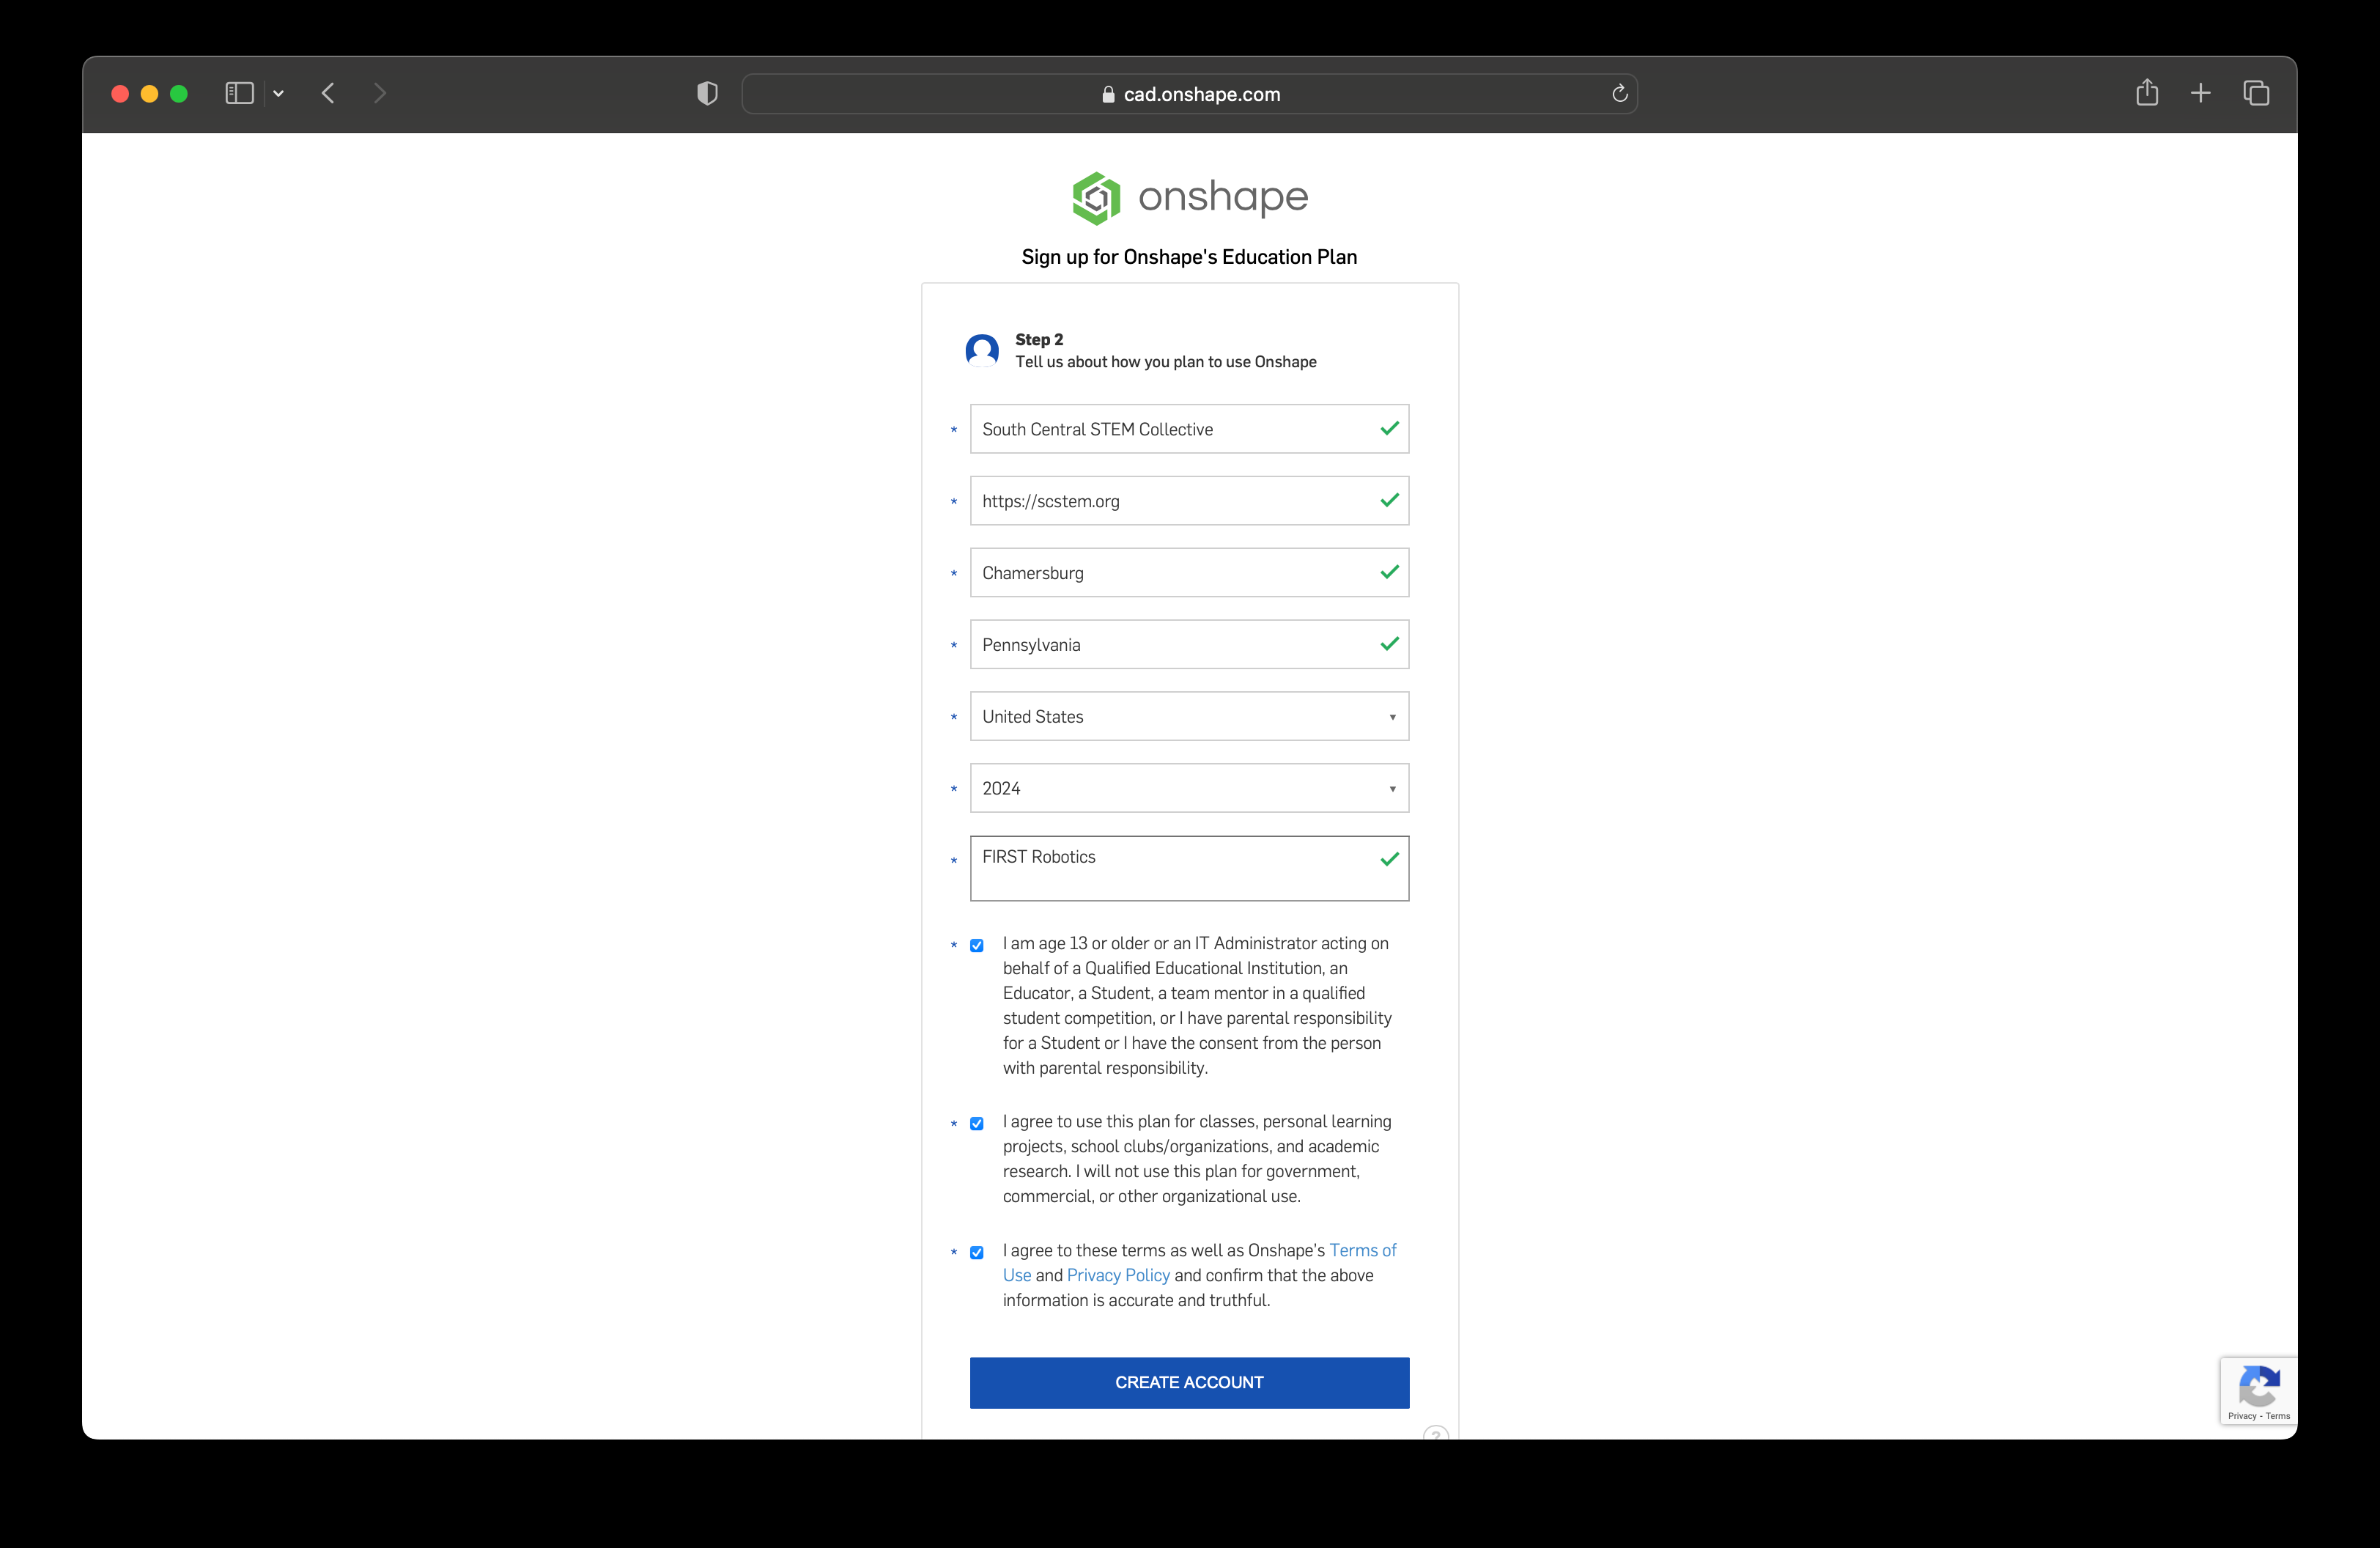 cad.onshape.com
onshape
Sign up for Onshape's Education Plan
Step 2
Tell us about how you plan to use Onshape
* South Central STEM Collective
* https://scstem.org
* Chamersburg
* Pennsylvania
* United States
* 2024
* FIRST Robotics
* I am age 13 or older or an IT Administrator acting on
behalf of a Qualified Educational Institution, an
Educator, a Student, a team mentor in a qualified
student competition, or I have parental responsibility
for a Student or I have the consent from the person
with parental responsibility.
* I agree to use this plan for classes, personal learning
projects, school clubs/organizations, and academic
research. I will not use this plan for government,
commercial, or other organizational use.
* I agree to these terms as well as Onshape's Terms of
Use and Privacy Policy and confirm that the above
information is accurate and truthful.
CREATE ACCOUNT
?
Privacy - Terms